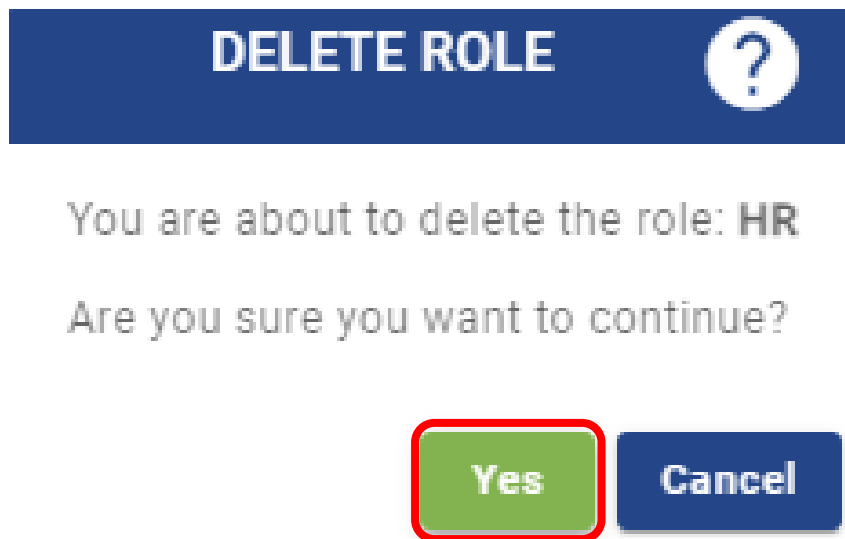 DELETE ROLE ?
You are about to delete the role: HR
Are you sure you want to continue?
Yes Cancel